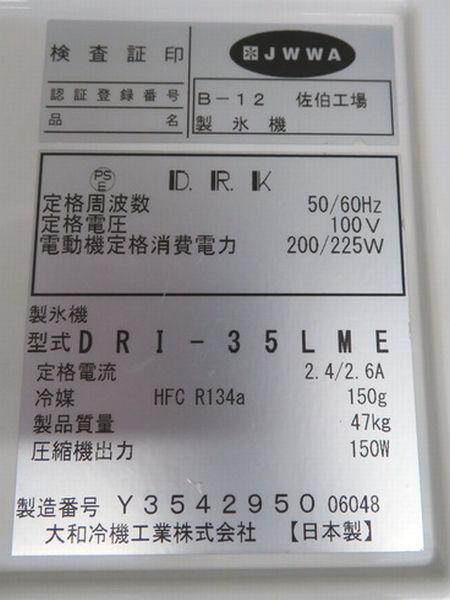 検査証印 JWWA
認証登録番号 B-12 佐伯工場
品名 製氷機
PS E D.R.K
定格周波数 50/60Hz
定格電圧 100V
電動機定格消費電力 200/225W
製氷機
型式 DRI-35LME
定格電流 2.4/2.6A
冷媒 HFC R134a 150g
製品質量 47kg
圧縮機出力 150W
製造番号 Y3542950 06048
大和冷機工業株式会社 【日本製】